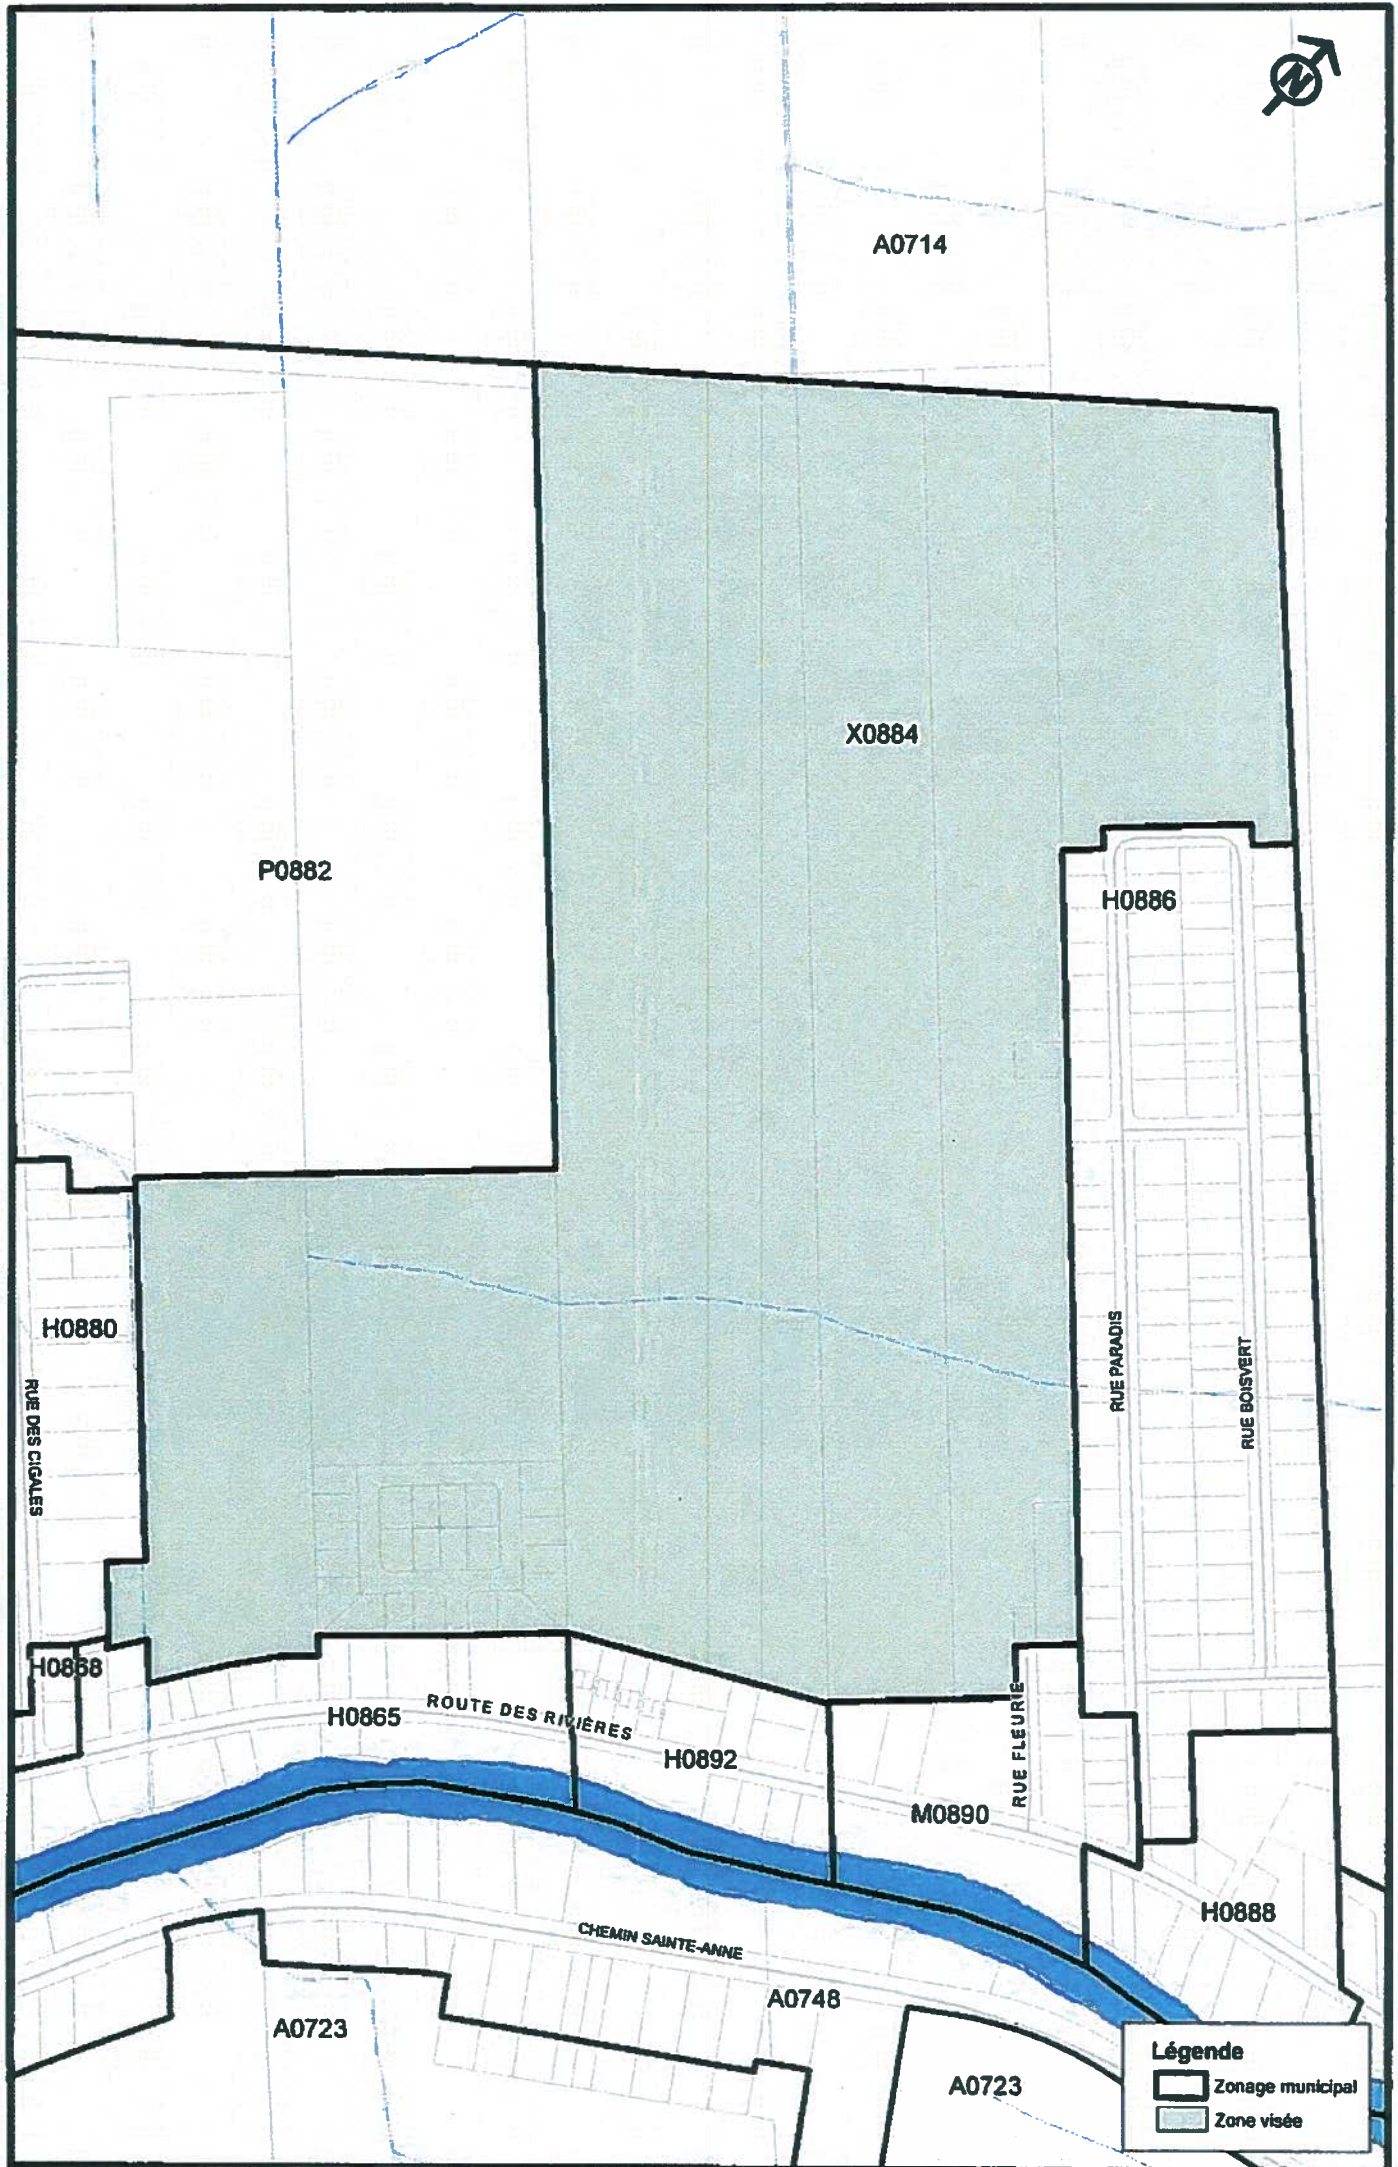 N
A0714
X0884
P0882
H0886
H0880
RUE PARADIS
RUE BOISVERT
RUE DES CIGALES
H0868
H0865
ROUTE DES RIVIÈRES
H0892
RUE FLEURIE
M0890
H0888
CHEMIN SAINTE-ANNE
A0748
A0723
A0723
Légende
Zonage municipal
Zone visée